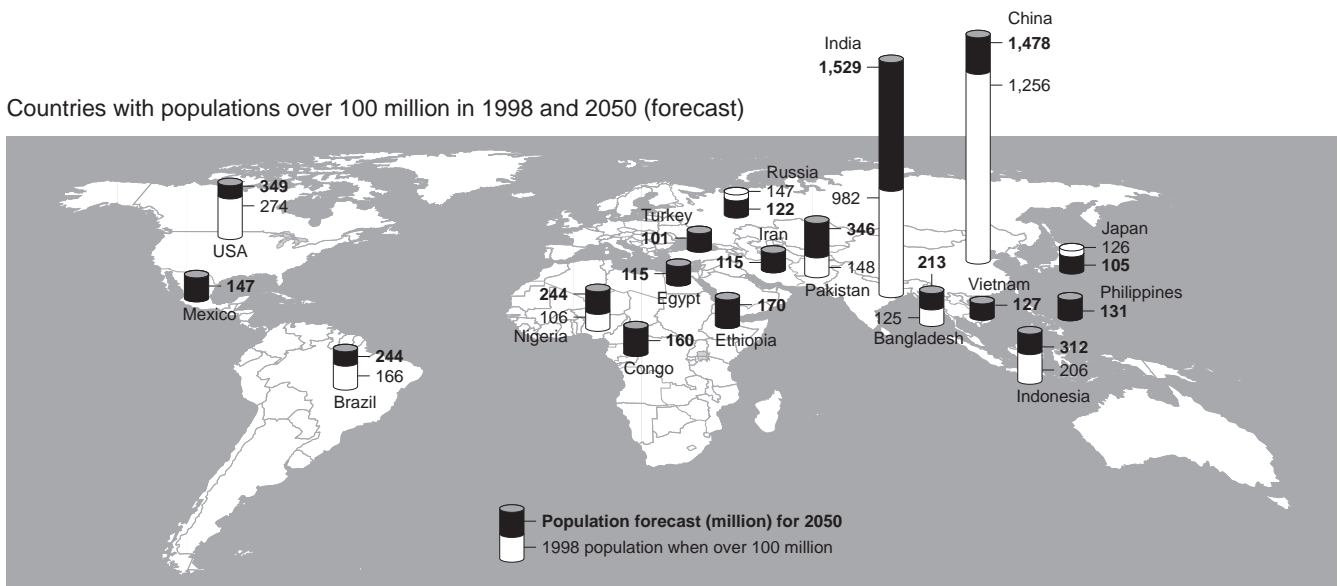 China
1,478
1,256
India
1,529
982
Countries with populations over 100 million in 1998 and 2050 (forecast)
349
274
USA
147
Mexico
244
166
Brazil
Russia
147
122
Turkey
101
Iran
115
346
148
Pakistan
115
Egypt
244
106
Nigeria
170
Ethiopia
160
Congo
213
125
Bangladesh
Vietnam
127
Japan
126
105
Philippines
131
312
206
Indonesia
Population forecast (million) for 2050
1998 population when over 100 million